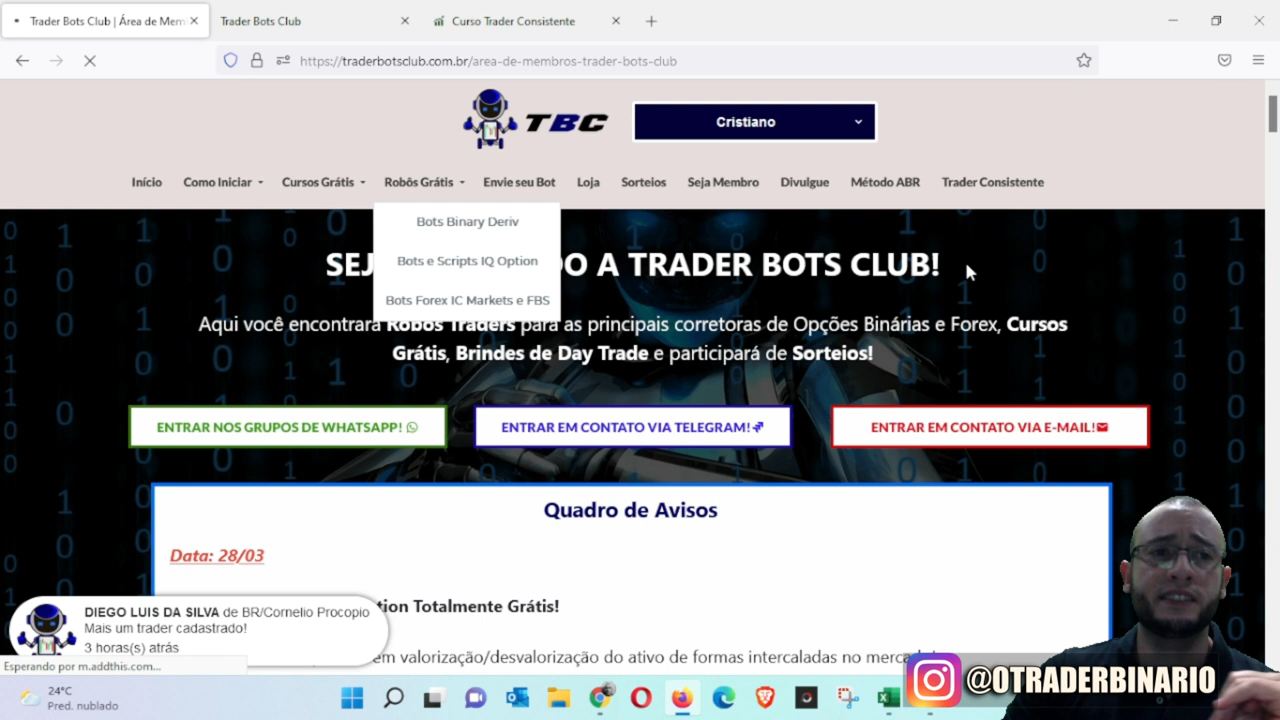 Trader Bots Club | Área de Mem
Trader Bots Club
Curso Trader Consistente
https://traderbotsclub.com.br/area-de-membros-trader-bots-club
TBC
Cristiano
Início
Como Iniciar
Cursos Grátis
Robôs Grátis
Envie seu Bot
Loja
Sorteios
Seja Membro
Divulgue
Método ABR
Trader Consistente
Bots Binary Deriv
Bots e Scripts IQ Option
Bots Forex IC Markets e FBS
SEJ O A TRADER BOTS CLUB!
Aqui você encontrará Robôs Traders para as principais corretoras de Opções Binárias e Forex, Cursos
Grátis, Brindes de Day Trade e participará de Sorteios!
ENTRAR NOS GRUPOS DE WHATSAPP!
ENTRAR EM CONTATO VIA TELEGRAM!
ENTRAR EM CONTATO VIA E-MAIL!
Quadro de Avisos
Data: 28/03
tion Totalmente Grátis!
em valorização/desvalorização do ativo de formas intercaladas no
DIEGO LUIS DA SILVA de BR/Cornelio Procopio
Mais um trader cadastrado!
3 horas(s) atrás
Esperando por m.addthis.com...
@OTRADERBINARIO
24°C
Pred. nublado